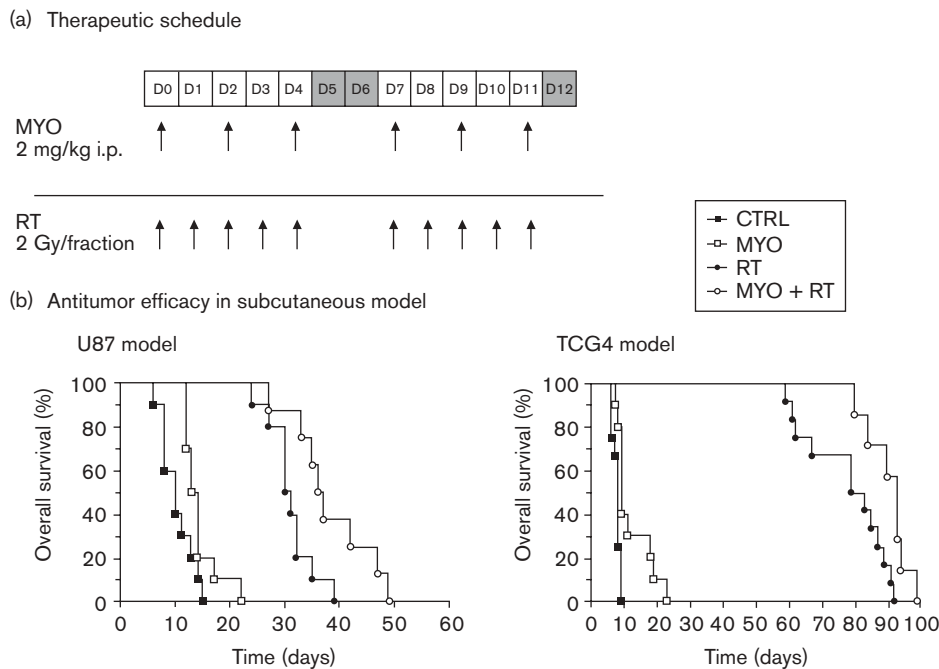 (a) Therapeutic schedule
D0 D1 D2 D3 D4 D5 D6 D7 D8 D9 D10 D11 D12
MYO
2 mg/kg i.p.
RT
2 Gy/fraction
CTRL
MYO
RT
MYO + RT
(b) Antitumor efficacy in subcutaneous model
U87 model
Overall survival (%)
100
80
60
40
20
0
0 10 20 30 40 50 60
Time (days)
TCG4 model
Overall survival (%)
100
80
60
40
20
0
0 10 20 30 40 50 60 70 80 90 100
Time (days)